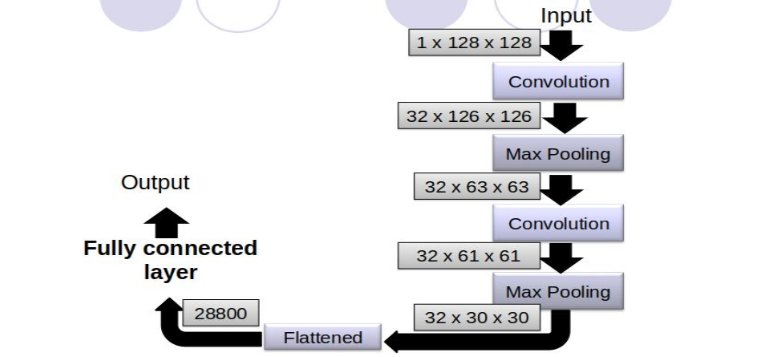 Input
1 x 128 x 128
Convolution
32 x 126 x 126
Max Pooling
32 x 63 x 63
Convolution
32 x 61 x 61
Max Pooling
32 x 30 x 30
Flattened
28800
Fully connected
layer
Output